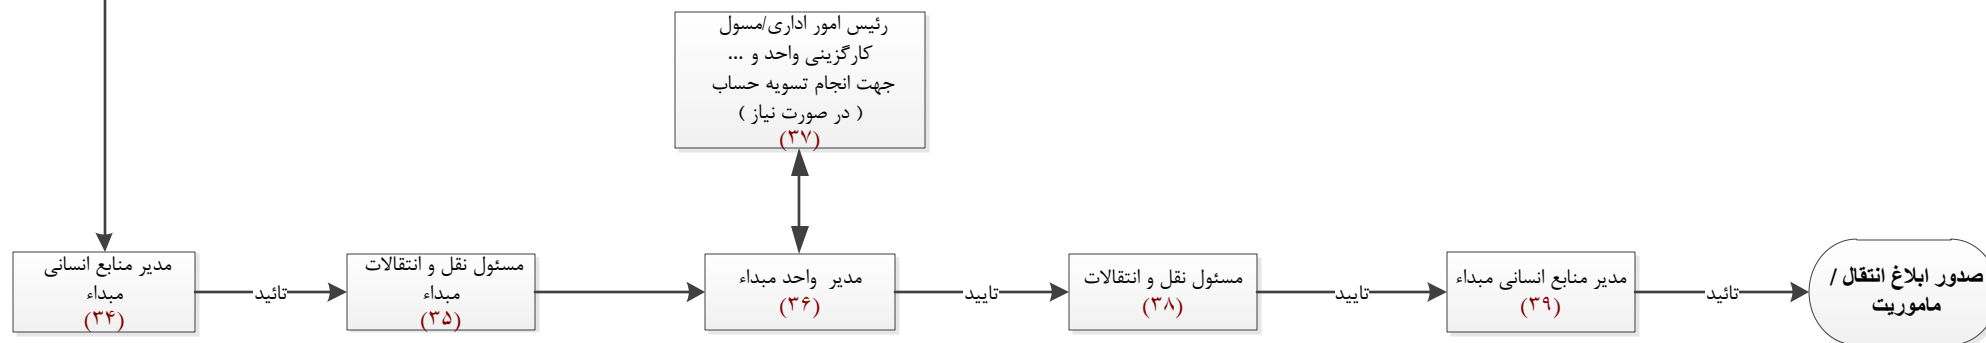 رئیس امور اداری/مسول
کارگزینی واحد و ...
جهت انجام تسویه حساب
( در صورت نیاز )
(۳۷)
مدیر منابع انسانی
مبداء
(۳۴)
تائید
مسئول نقل و انتقالات
مبداء
(۳۵)
مدیر واحد مبداء
(۳۶)
تایید
مسئول نقل و انتقالات
(۳۸)
تایید
مدیر منابع انسانی مبداء
(۳۹)
تائید
صدور ابلاغ انتقال /
ماموریت